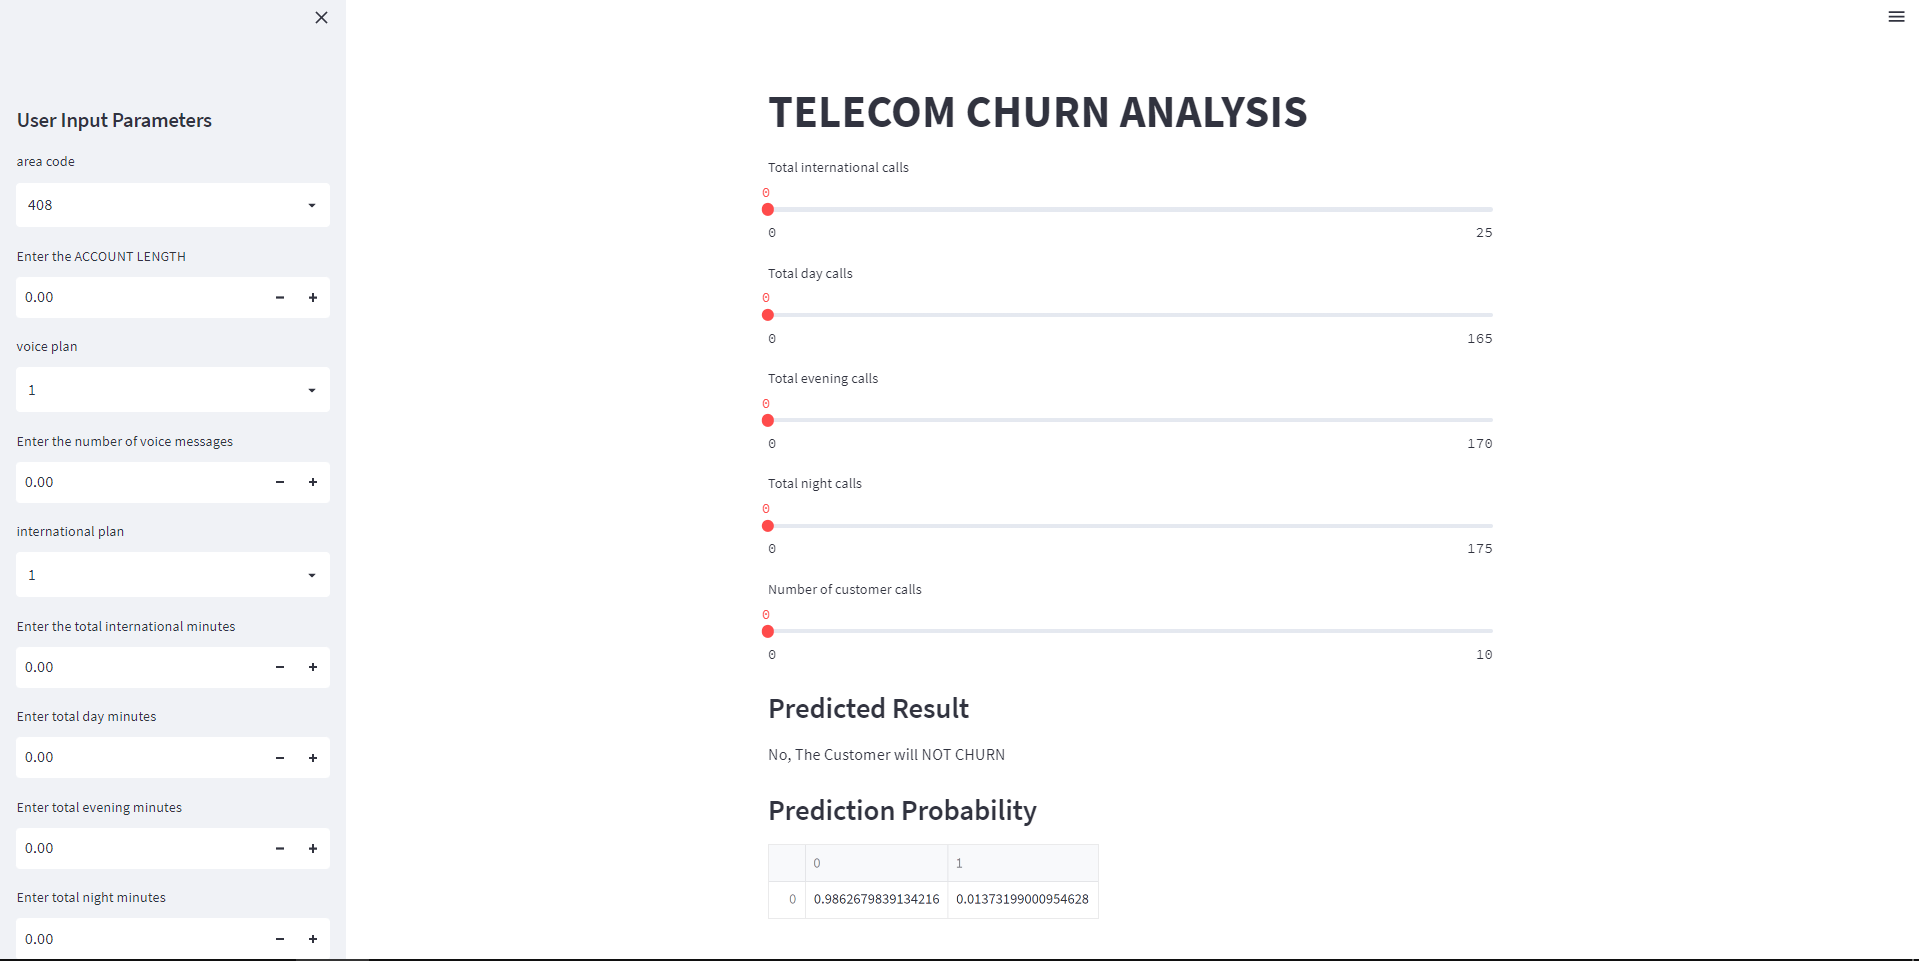 User Input Parameters
area code
408
Enter the ACCOUNT LENGTH
0.00
voice plan
1
Enter the number of voice messages
0.00
international plan
1
Enter the total international minutes
0.00
Enter total day minutes
0.00
Enter total evening minutes
0.00
Enter total night minutes
0.00
TELECOM CHURN ANALYSIS
Total international calls
0
0 25
Total day calls
0
0 165
Total evening calls
0
0 170
Total night calls
0
0 175
Number of customer calls
0
0 10
Predicted Result
No, The Customer will NOT CHURN
Prediction Probability
0 1
0 0.9862679839134216 0.01373199000954628